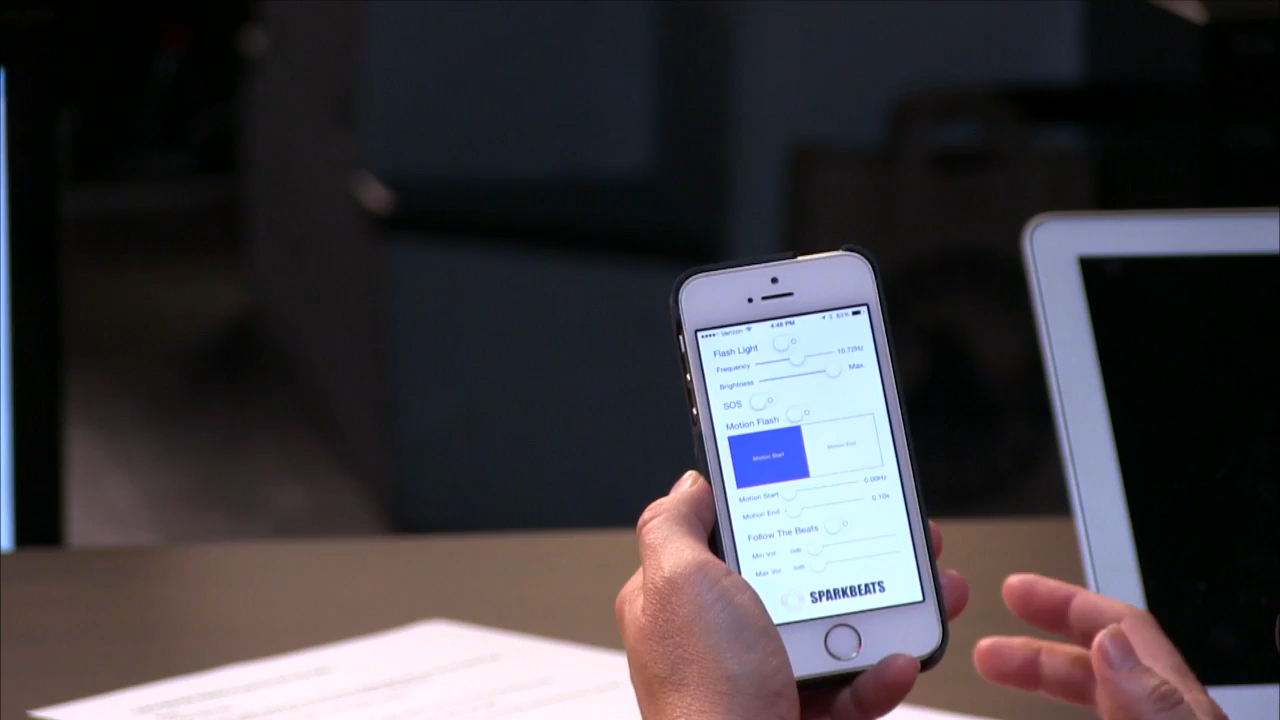 Verizon 4:48 PM 83%
Flash Light
Frequency 10.72Hz
Brightness Max.
SOS
Motion Flash
Motion Start Motion End
Motion Start 0.00Hz
Motion End 0.10s
Follow The Beats
Min Vol 0dB
Max Vol 0dB
SPARKBEATS